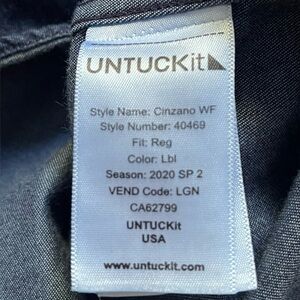 UNTUCKit
Style Name: Cinzano WF
Style Number: 40469
Fit: Reg
Color: Lbl
Season: 2020 SP 2
VEND Code: LGN
CA62799
UNTUCKit
USA
www.untuckit.com